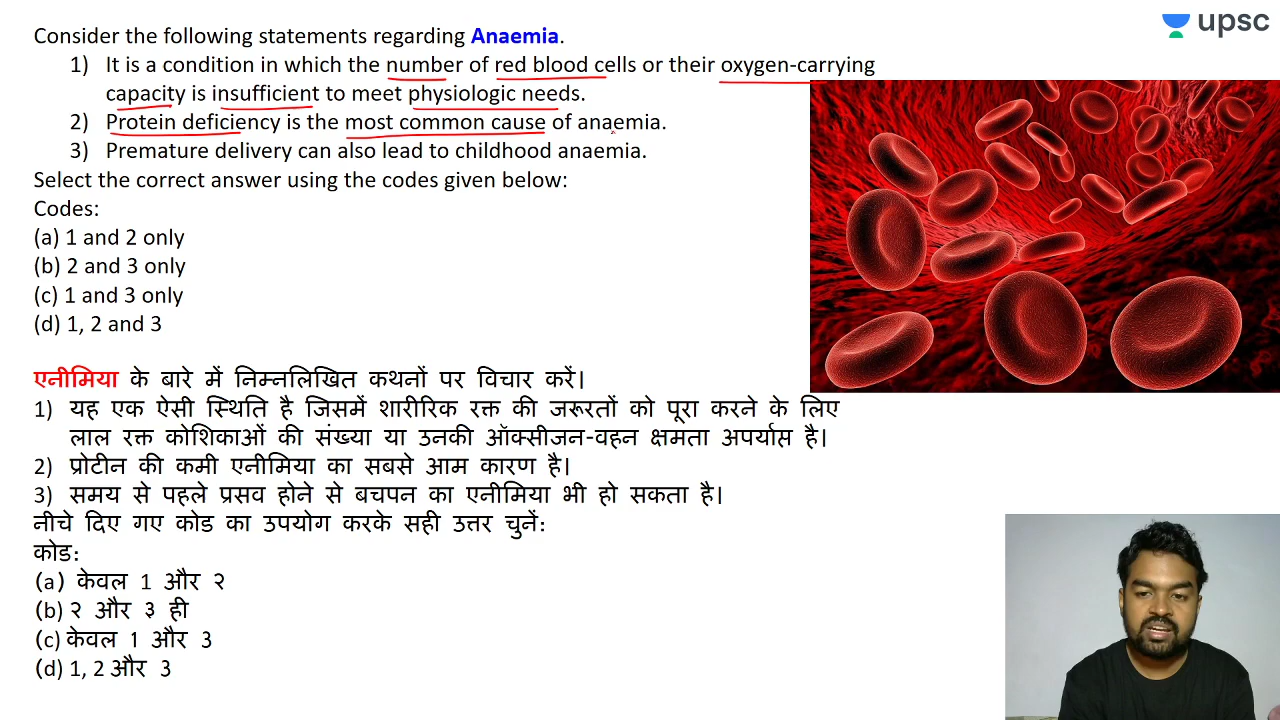 upsc
Consider the following statements regarding Anaemia.
1) It is a condition in which the number of red blood cells or their oxygen-carrying
capacity is insufficient to meet physiologic needs.
2) Protein deficiency is the most common cause of anaemia.
3) Premature delivery can also lead to childhood anaemia.
Select the correct answer using the codes given below:
Codes:
(a) 1 and 2 only
(b) 2 and 3 only
(c) 1 and 3 only
(d) 1, 2 and 3
एनीमिया के बारे में निम्नलिखित कथनों पर विचार करें।
1) यह एक ऐसी स्थिति है जिसमें शारीरिक रक्त की जरूरतों को पूरा करने के लिए
लाल रक्त कोशिकाओं की संख्या या उनकी ऑक्सीजन-वहन क्षमता अपर्याप्त है।
2) प्रोटीन की कमी एनीमिया का सबसे आम कारण है।
3) समय से पहले प्रसव होने से बचपन का एनीमिया भी हो सकता है।
नीचे दिए गए कोड का उपयोग करके सही उत्तर चुनें:
कोड:
(a) केवल 1 और २
(b) २ और ३ ही
(c) केवल 1 और 3
(d) 1, 2 और 3